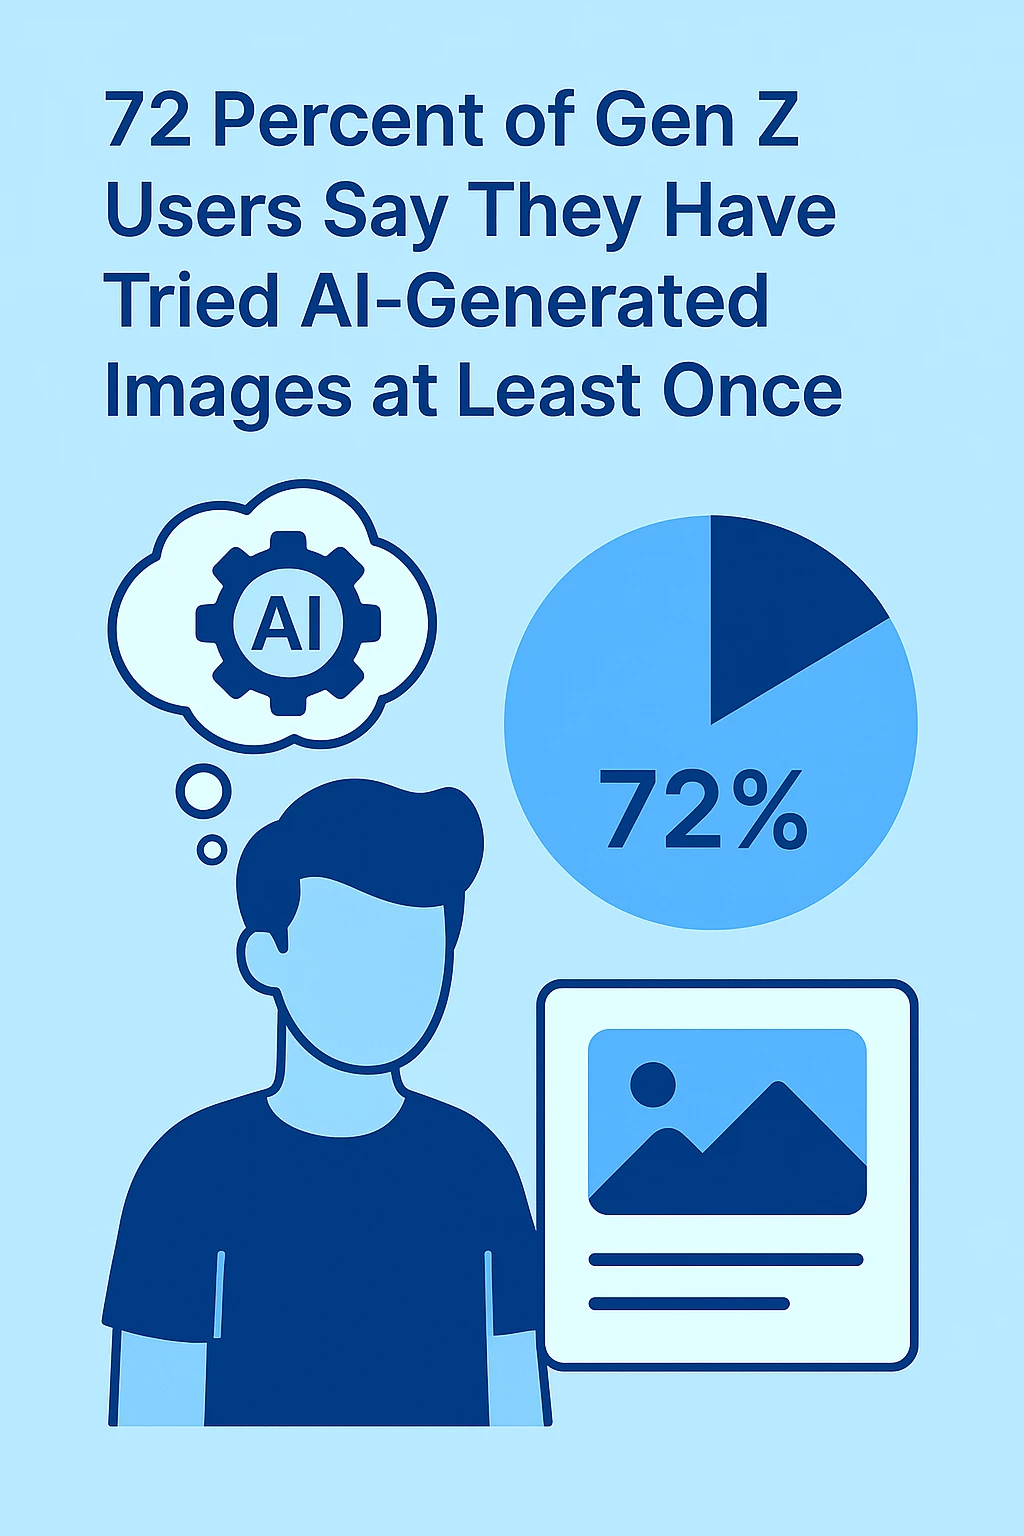 72 Percent of Gen Z
Users Say They Have
Tried AI-Generated
Images at Least Once
AI
72%